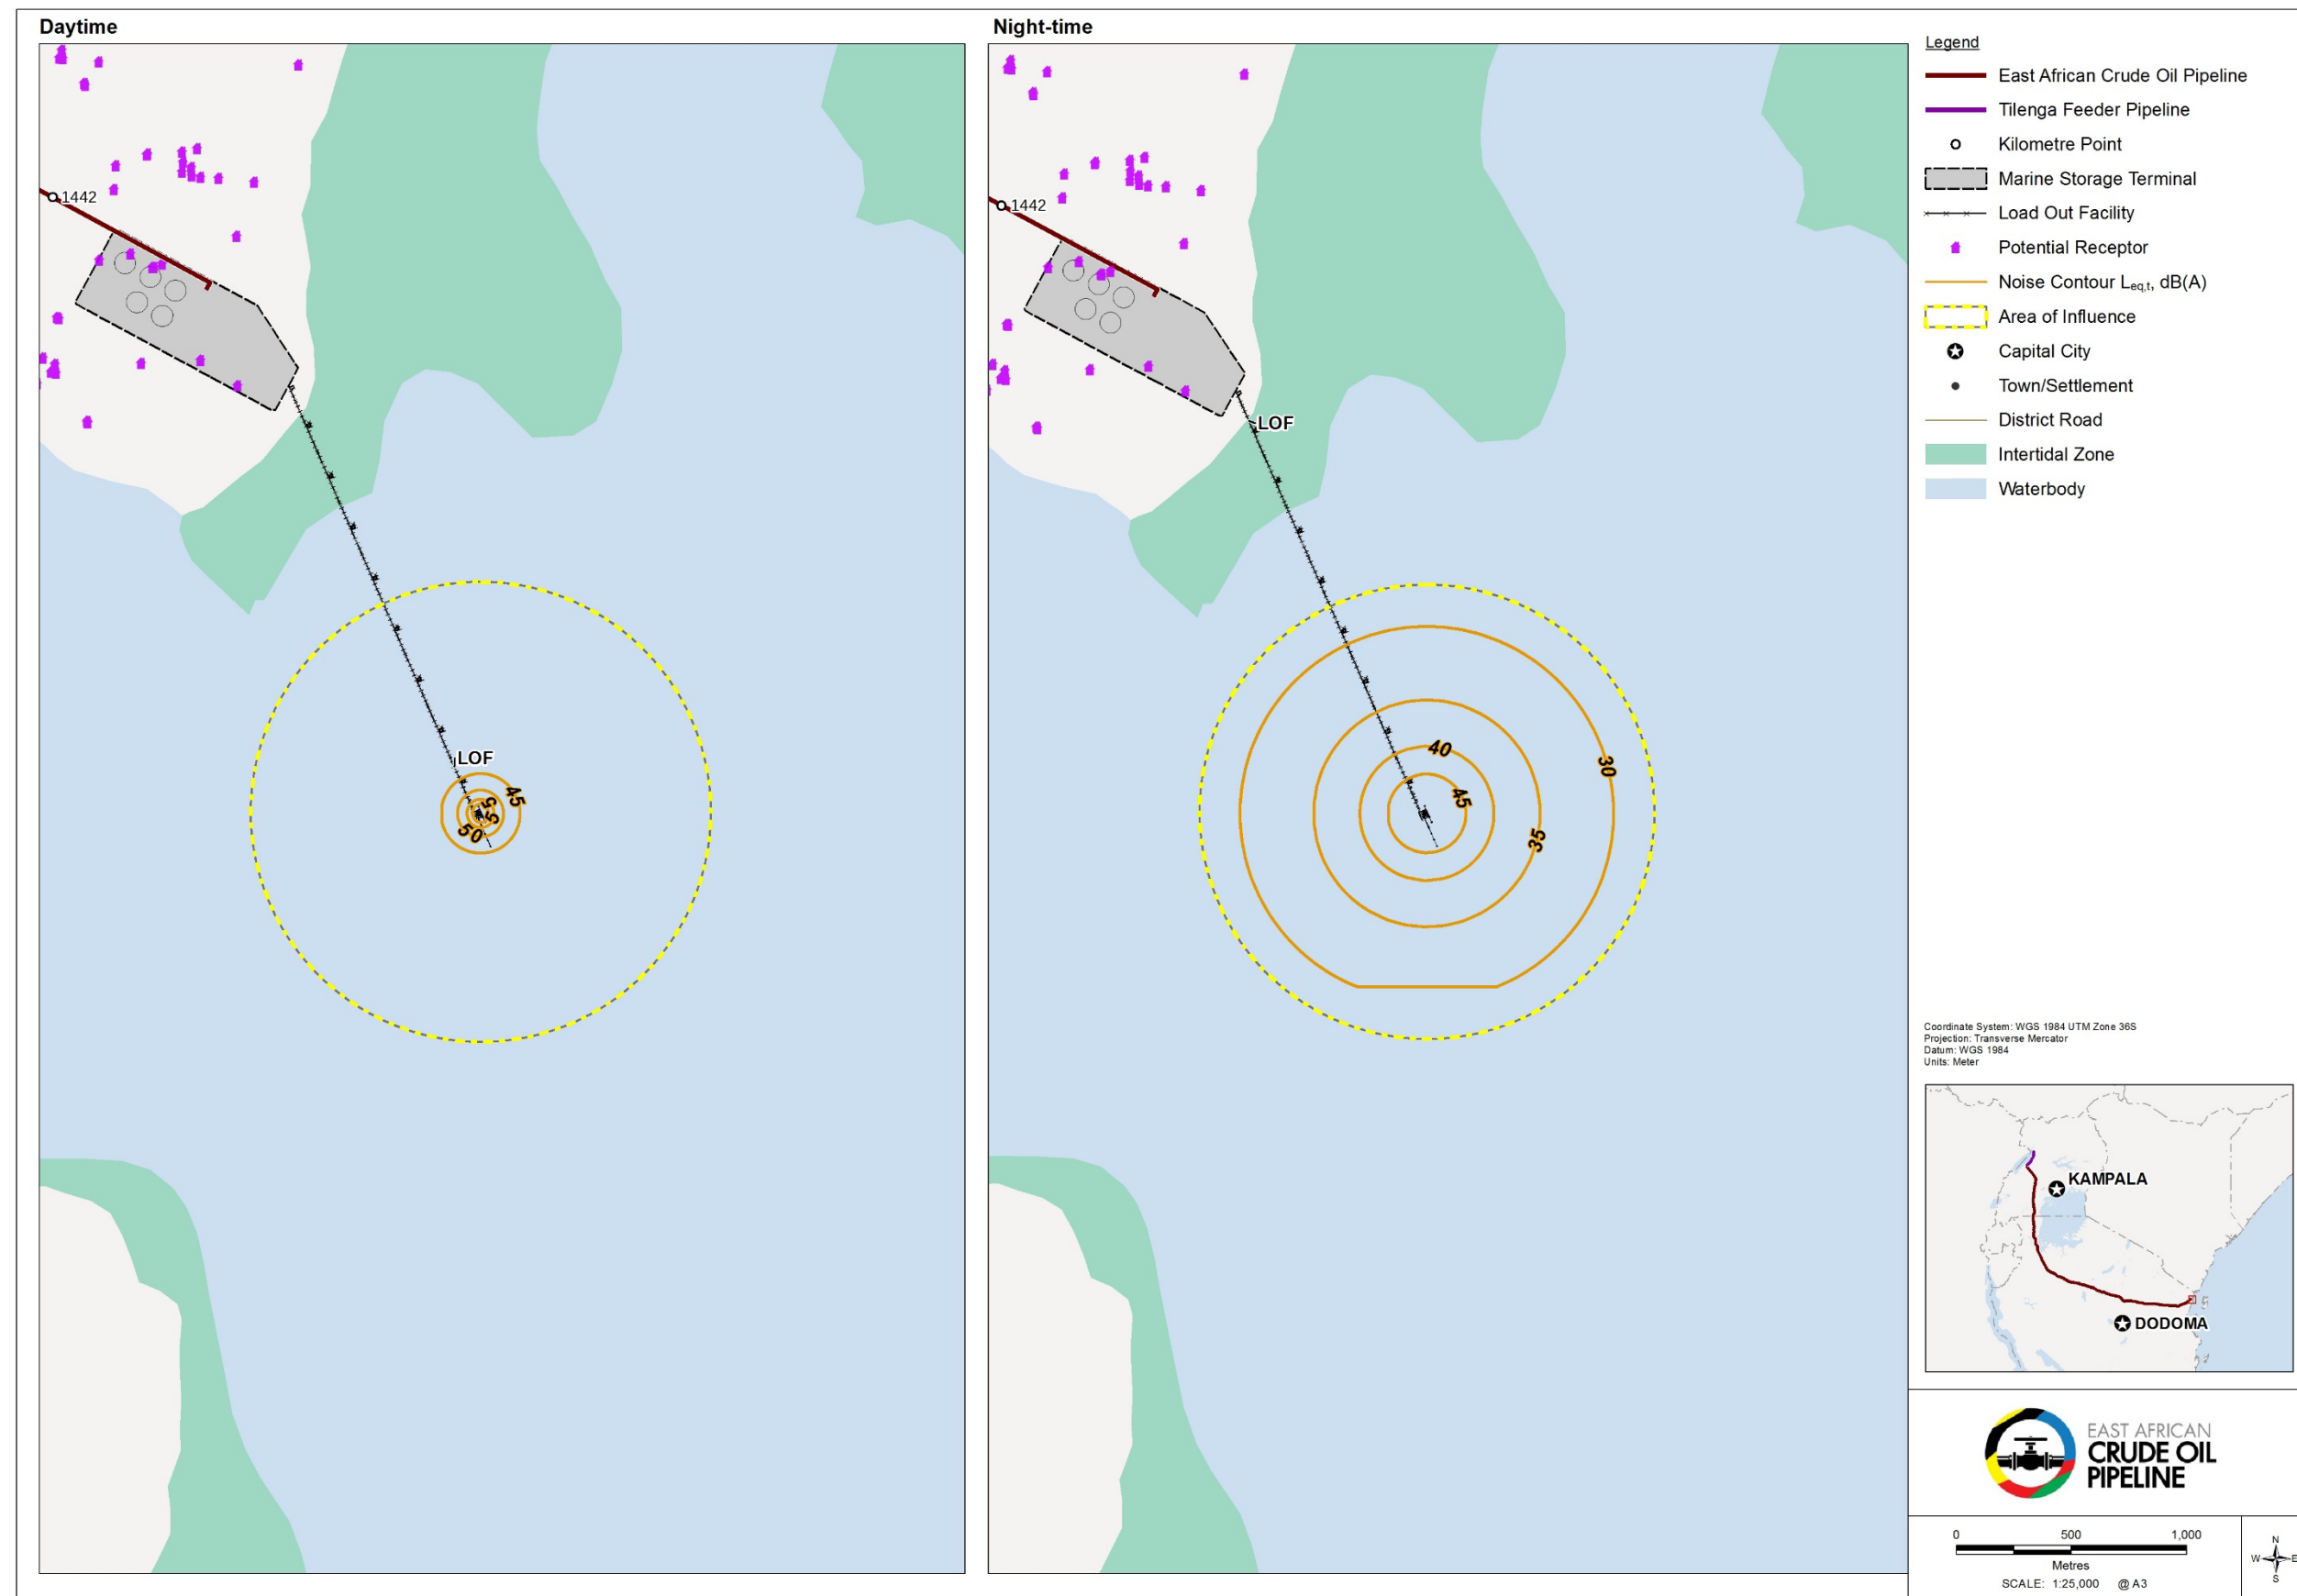 Daytime
1442
LOF
45
55
50
Night-time
1442
LOF
40
45
30
35
Legend
East African Crude Oil Pipeline
Tilenga Feeder Pipeline
Kilometre Point
Marine Storage Terminal
Load Out Facility
Potential Receptor
Noise Contour Leq,t, dB(A)
Area of Influence
Capital City
Town/Settlement
District Road
Intertidal Zone
Waterbody
Coordinate System: WGS 1984 UTM Zone 36S
Projection: Transverse Mercator
Datum: WGS 1984
Units: Meter
KAMPALA
DODOMA
EAST AFRICAN
CRUDE OIL
PIPELINE
0 500 1,000
Metres
SCALE: 1:25,000 @ A3
N
W E
S